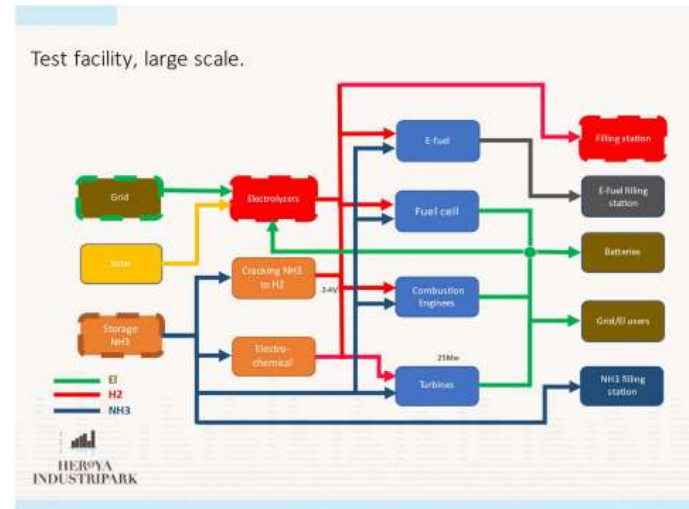 Test facility, large scale.
E-fuel
Filling station
Grid
Electrolyzers
E-Fuel filling
station
Fuel cell
Solar
Batteries
Cracking NH3
to H2
Combustion
Engines
Storage
NH3
Grid/El users
Electro-
chemical
25Mw
Turbines
NH3 filling
station
El
H2
NH3
HERØYA
INDUSTRIPARK